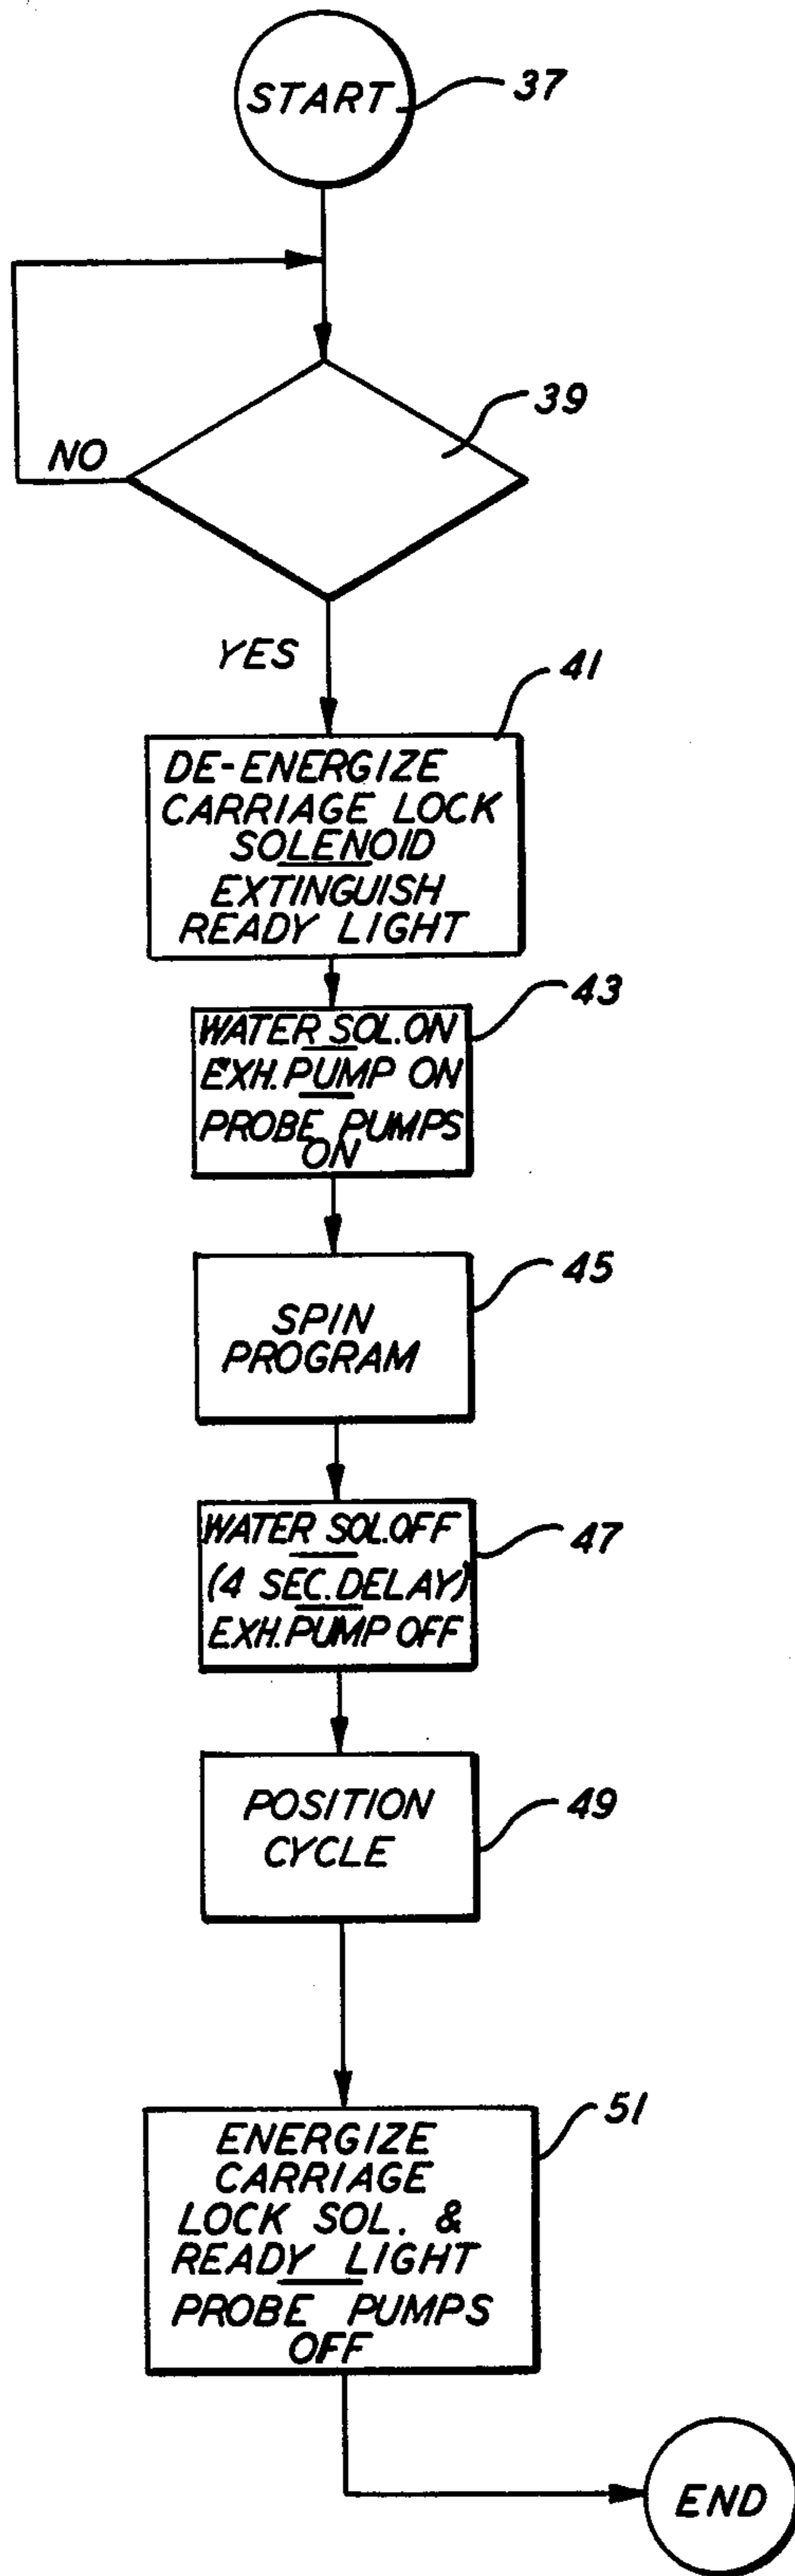 START
37
39
NO
YES
41
DE-ENERGIZE
CARRIAGE LOCK
SOLENOID
EXTINGUISH
READY LIGHT
43
WATER SOL. ON
EXH. PUMP ON
PROBE PUMPS
ON
45
SPIN
PROGRAM
47
WATER SOL. OFF
(4 SEC. DELAY)
EXH. PUMP OFF
49
POSITION
CYCLE
51
ENERGIZE
CARRIAGE
LOCK SOL. &
READY LIGHT
PROBE PUMPS
OFF
END